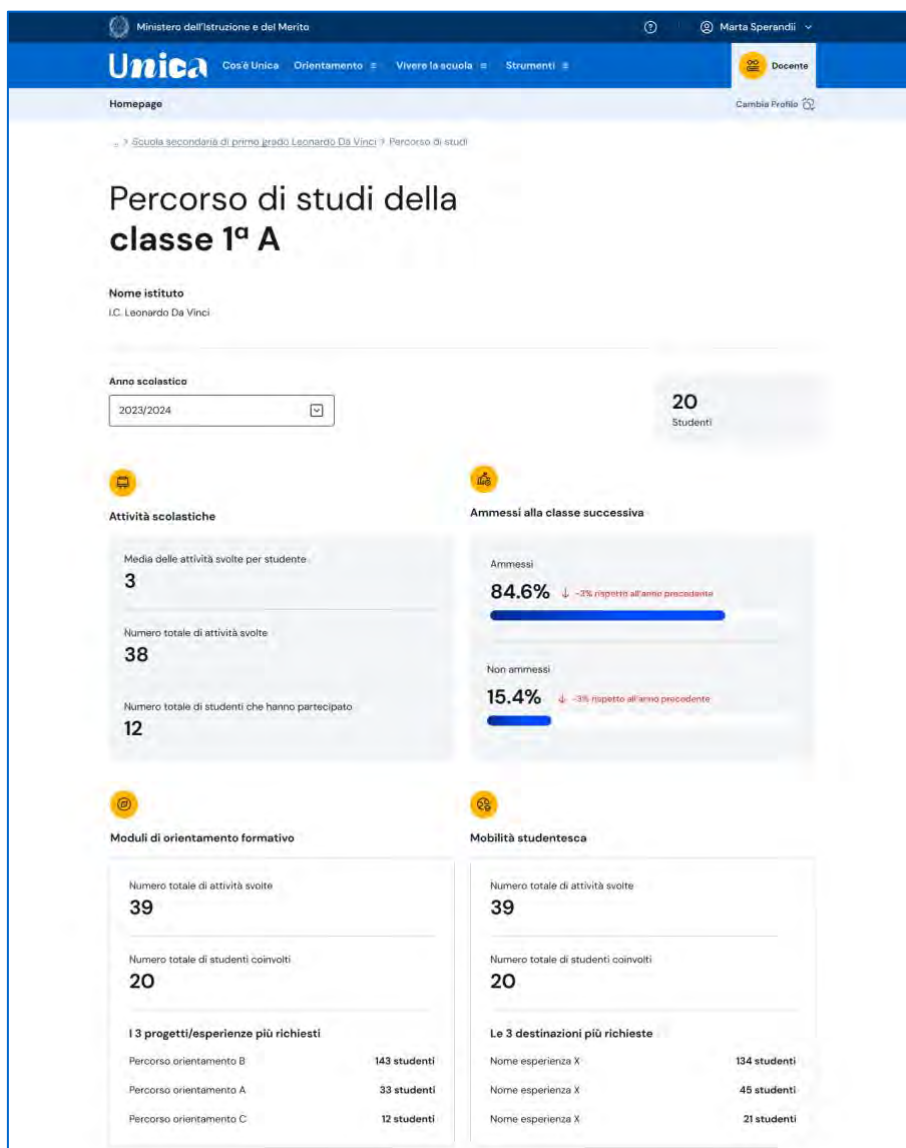 Ministero dell'Istruzione e del Merito
Marta Sperandii
Unica
Cos'è Unica Orientamento Vivere la scuola Strumenti
Docente
Homepage
Cambia Profilo
... > Scuola secondaria di primo grado Leonardo Da Vinci > Percorso di studi
Percorso di studi della
classe 1ª A
Nome istituto
I.C. Leonardo Da Vinci
Anno scolastico
2023/2024
20
Studenti
Attività scolastiche
Media delle attività svolte per studente
3
Numero totale di attività svolte
38
Numero totale di studenti che hanno partecipato
12
Ammessi alla classe successiva
Ammessi
84.6% ↓ -3% rispetto all'anno precedente
Non ammessi
15.4% ↓ -3% rispetto all'anno precedente
Moduli di orientamento formativo
Numero totale di attività svolte
39
Numero totale di studenti coinvolti
20
I 3 progetti/esperienze più richiesti
Percorso orientamento B 143 studenti
Percorso orientamento A 33 studenti
Percorso orientamento C 12 studenti
Mobilità studentesca
Numero totale di attività svolte
39
Numero totale di studenti coinvolti
20
Le 3 destinazioni più richieste
Nome esperienza X 134 studenti
Nome esperienza X 45 studenti
Nome esperienza X 21 studenti